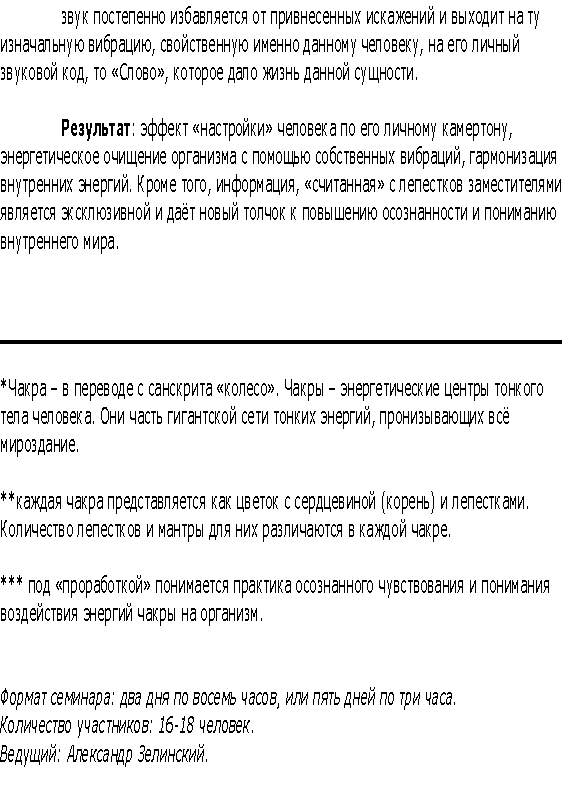 звук постепенно избавляется от привнесенных искажений и выходит на ту
изначальную вибрацию, свойственную именно данному человеку, на его личный
звуковой код, то «Слово», которое дало жизнь данной сущности.
Результат: эффект «настройки» человека по его личному камертону,
энергетическое очищение организма с помощью собственных вибраций, гармонизация
внутренних энергий. Кроме того, информация, «считанная» с лепестков заместителями
является эксклюзивной и даёт новый толчок к повышению осознанности и пониманию
внутреннего мира.
*Чакра – в переводе с санскрита «колесо». Чакры – энергетические центры тонкого
тела человека. Они часть гигантской сети тонких энергий, пронизывающих всё
мироздание.
**каждая чакра представляется как цветок с сердцевиной (корень) и лепестками.
Количество лепестков и мантры для них различаются в каждой чакре.
*** под «проработкой» понимается практика осознанного чувствования и понимания
воздействия энергий чакры на организм.
Формат семинара: два дня по восемь часов, или пять дней по три часа.
Количество участников: 16-18 человек.
Ведущий: Александр Зелинский.